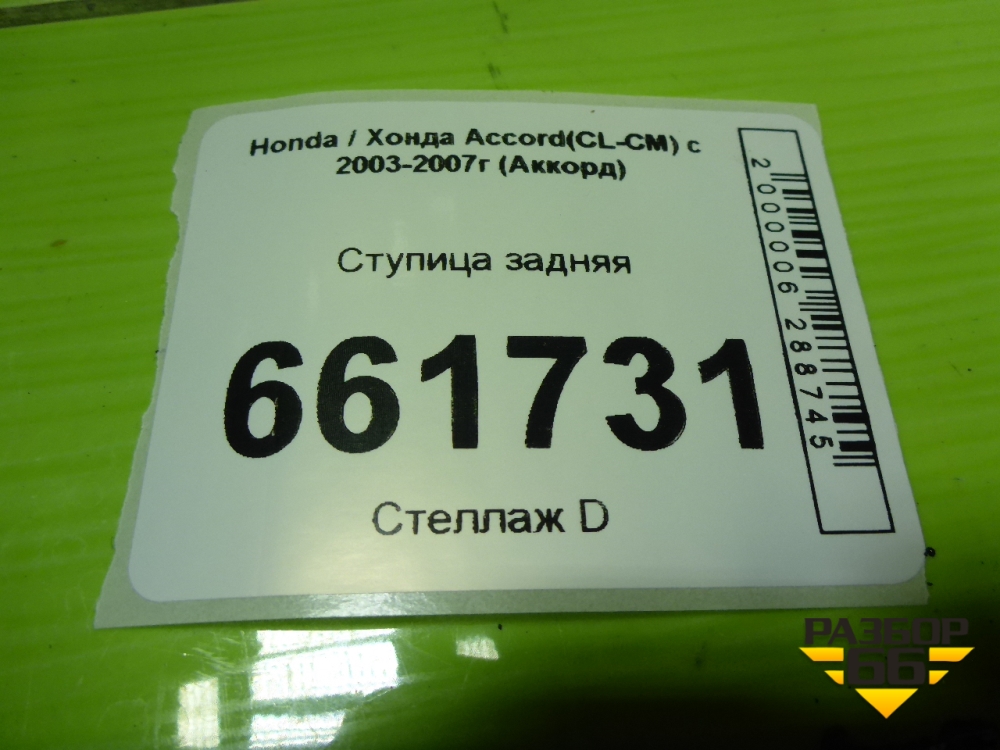 Honda / Хонда Accord(CL-CM) с
2003-2007г (Аккорд)
Ступица задняя
661731
Стеллаж D
2000006288745
РАЗБОР
66